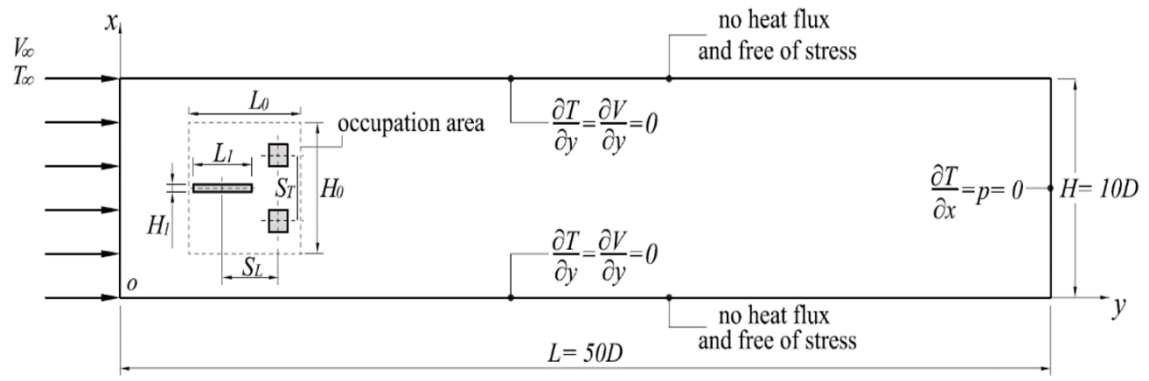 no heat flux
and free of stress
x
V∞
T∞
L0
occupation area
∂T/∂y=∂V/∂y=0
L1
ST
H0
H1
SL
∂T/∂x=p= 0
H= 10D
∂T/∂y=∂V/∂y=0
o
y
no heat flux
and free of stress
L= 50D